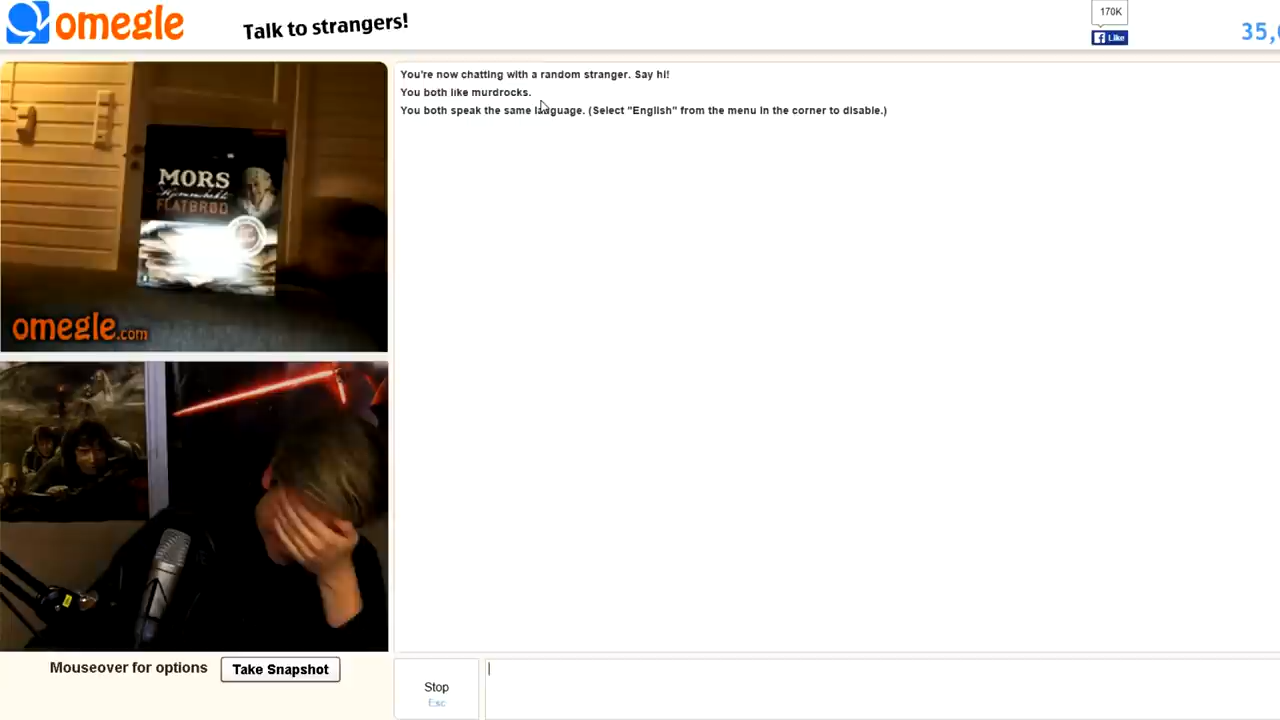 omegle
Talk to strangers!
170K
Like
35,
You're now chatting with a random stranger. Say hi!
You both like murdrocks.
You both speak the same language. (Select "English" from the menu in the corner to disable.)
MORS
FLATBRØD
omegle.com
Mouseover for options
Take Snapshot
Stop
Esc